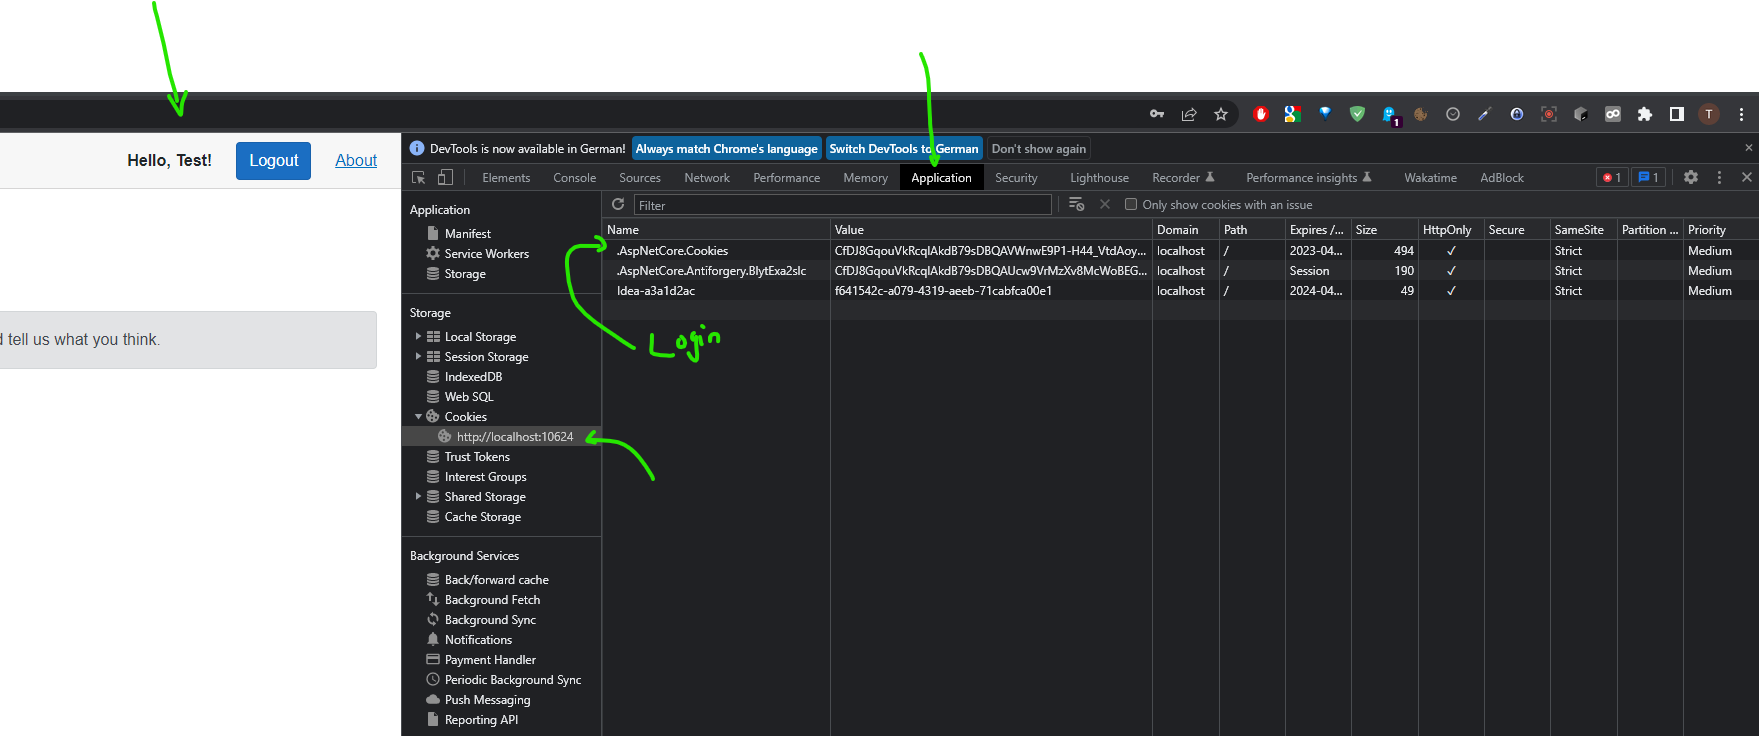 Hello, Test! Logout About
DevTools is now available in German! Always match Chrome's language Switch DevTools to German Don't show again
Elements Console Sources Network Performance Memory Application Security Lighthouse Recorder Performance insights Wakatime AdBlock 1 1
1
T
Application
Manifest
Service Workers
Storage
Storage
Local Storage
Session Storage
IndexedDB
Web SQL
Cookies
http://localhost:10624
Trust Tokens
Interest Groups
Shared Storage
Cache Storage
Background Services
Back/forward cache
Background Fetch
Background Sync
Notifications
Payment Handler
Periodic Background Sync
Push Messaging
Reporting API
Filter Only show cookies with an issue
Name Value Domain Path Expires /... Size HttpOnly Secure SameSite Partition ... Priority
.AspNetCore.Cookies CfDJ8GqouVkRcqlAkdB79sDBQAVWnwE9P1-H44_VtdAoy... localhost / 2023-04... 494 ✓ Strict Medium
.AspNetCore.Antiforgery.BlytExa2slc CfDJ8GqouVkRcqlAkdB79sDBQAUcw9VrMzXv8McWoBEG... localhost / Session 190 ✓ Strict Medium
Idea-a3a1d2ac f641542c-a079-4319-aeeb-71cabfca00e1 localhost / 2024-04... 49 ✓ Strict Medium
Login
d tell us what you think.